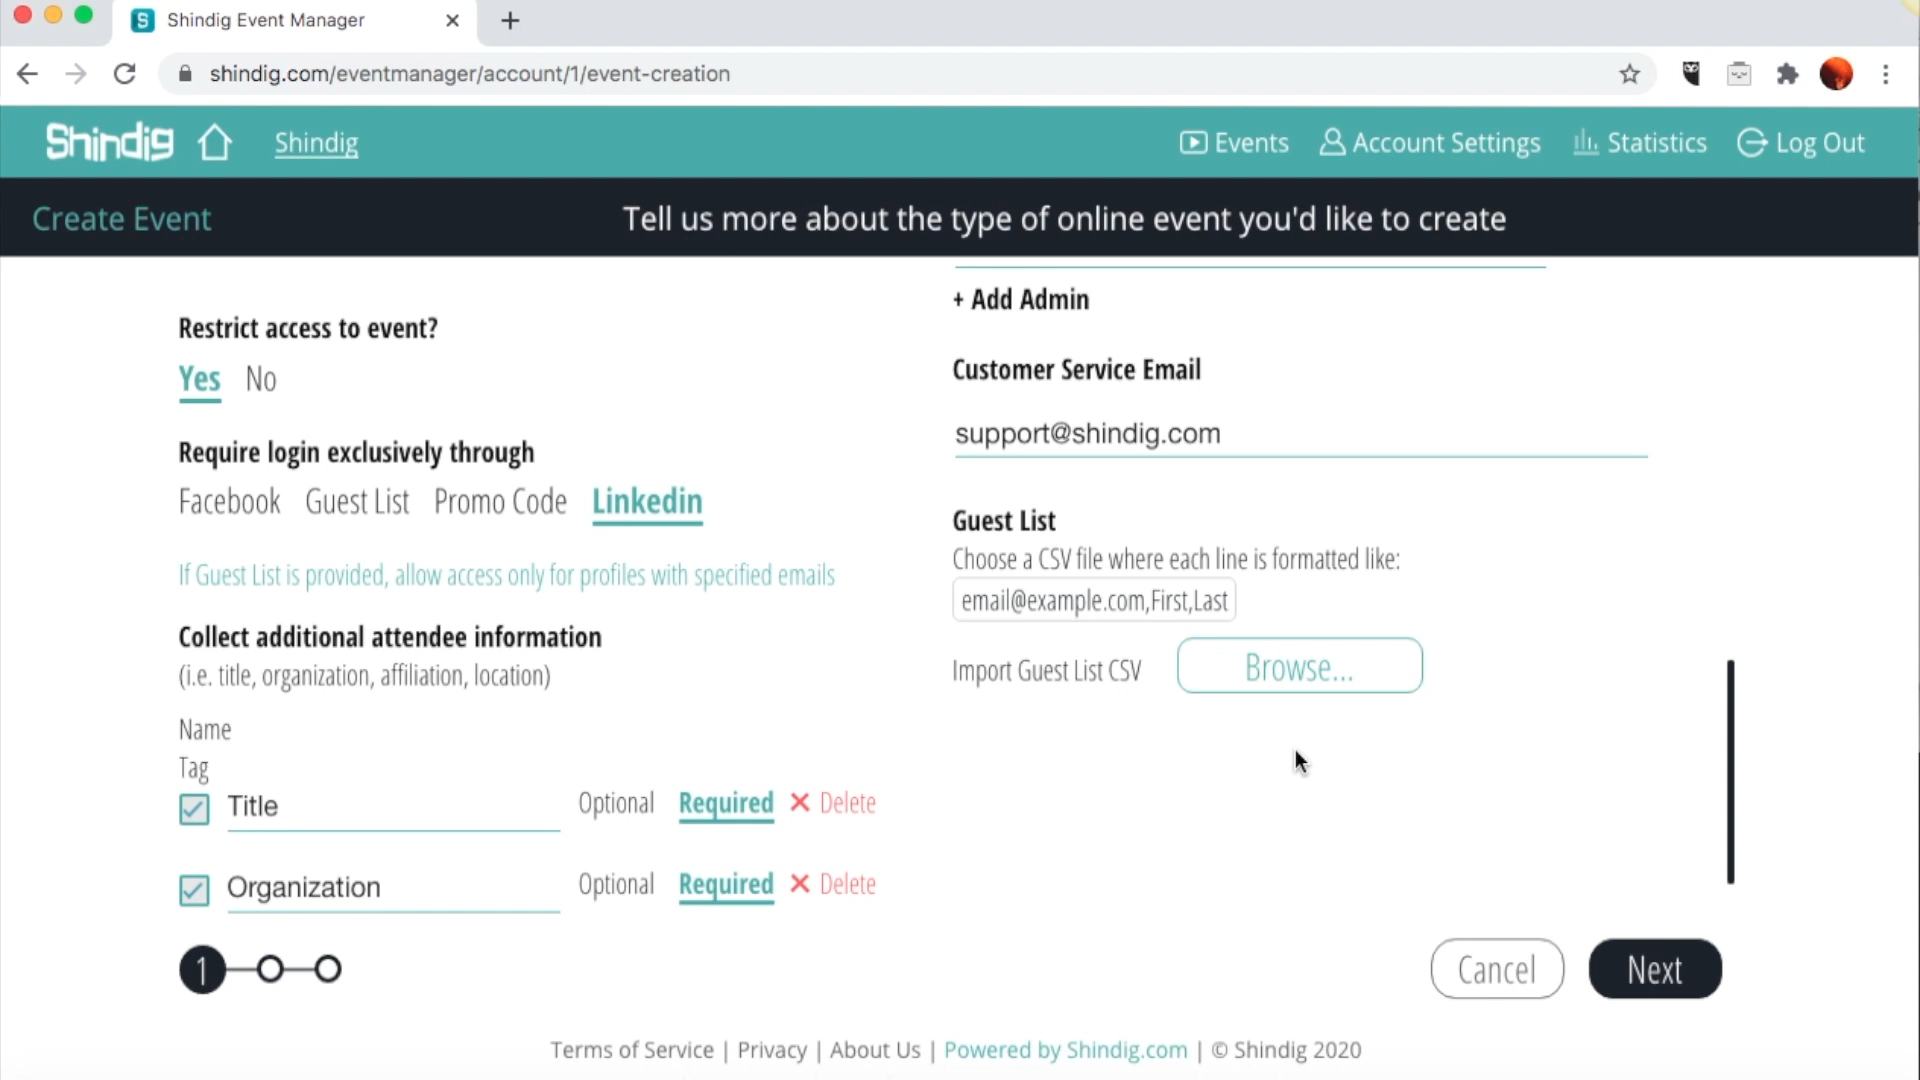 S Shindig Event Manager
shindig.com/eventmanager/account/1/event-creation
Shindig Shindig Events Account Settings Statistics Log Out
Create Event Tell us more about the type of online event you'd like to create
Restrict access to event?
Yes No
Require login exclusively through
Facebook Guest List Promo Code Linkedin
If Guest List is provided, allow access only for profiles with specified emails
Collect additional attendee information
(i.e. title, organization, affiliation, location)
Name
Tag
Title Optional Required × Delete
Organization Optional Required × Delete
+ Add Admin
Customer Service Email
support@shindig.com
Guest List
Choose a CSV file where each line is formatted like:
email@example.com,First,Last
Import Guest List CSV Browse...
1
Cancel Next
Terms of Service | Privacy | About Us | Powered by Shindig.com | © Shindig 2020